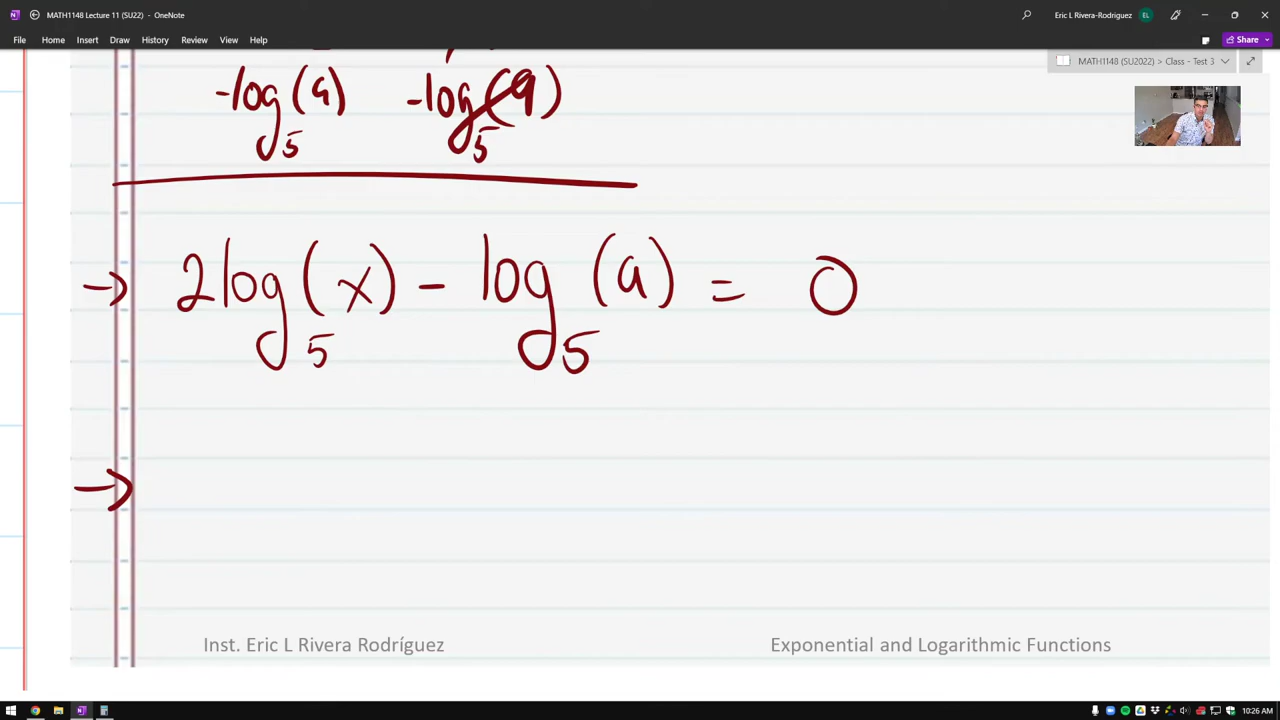 MATH1148 Lecture 11 (SU22) - OneNote
Eric L Rivera-Rodriguez EL
File Home Insert Draw History Review View Help
Share
MATH1148 (SU2022) > Class - Test 3
-log₅(9) -log₅(9)
→ 2log₅(x) - log₅(9) = 0
→
Inst. Eric L Rivera Rodríguez
Exponential and Logarithmic Functions
10:26 AM